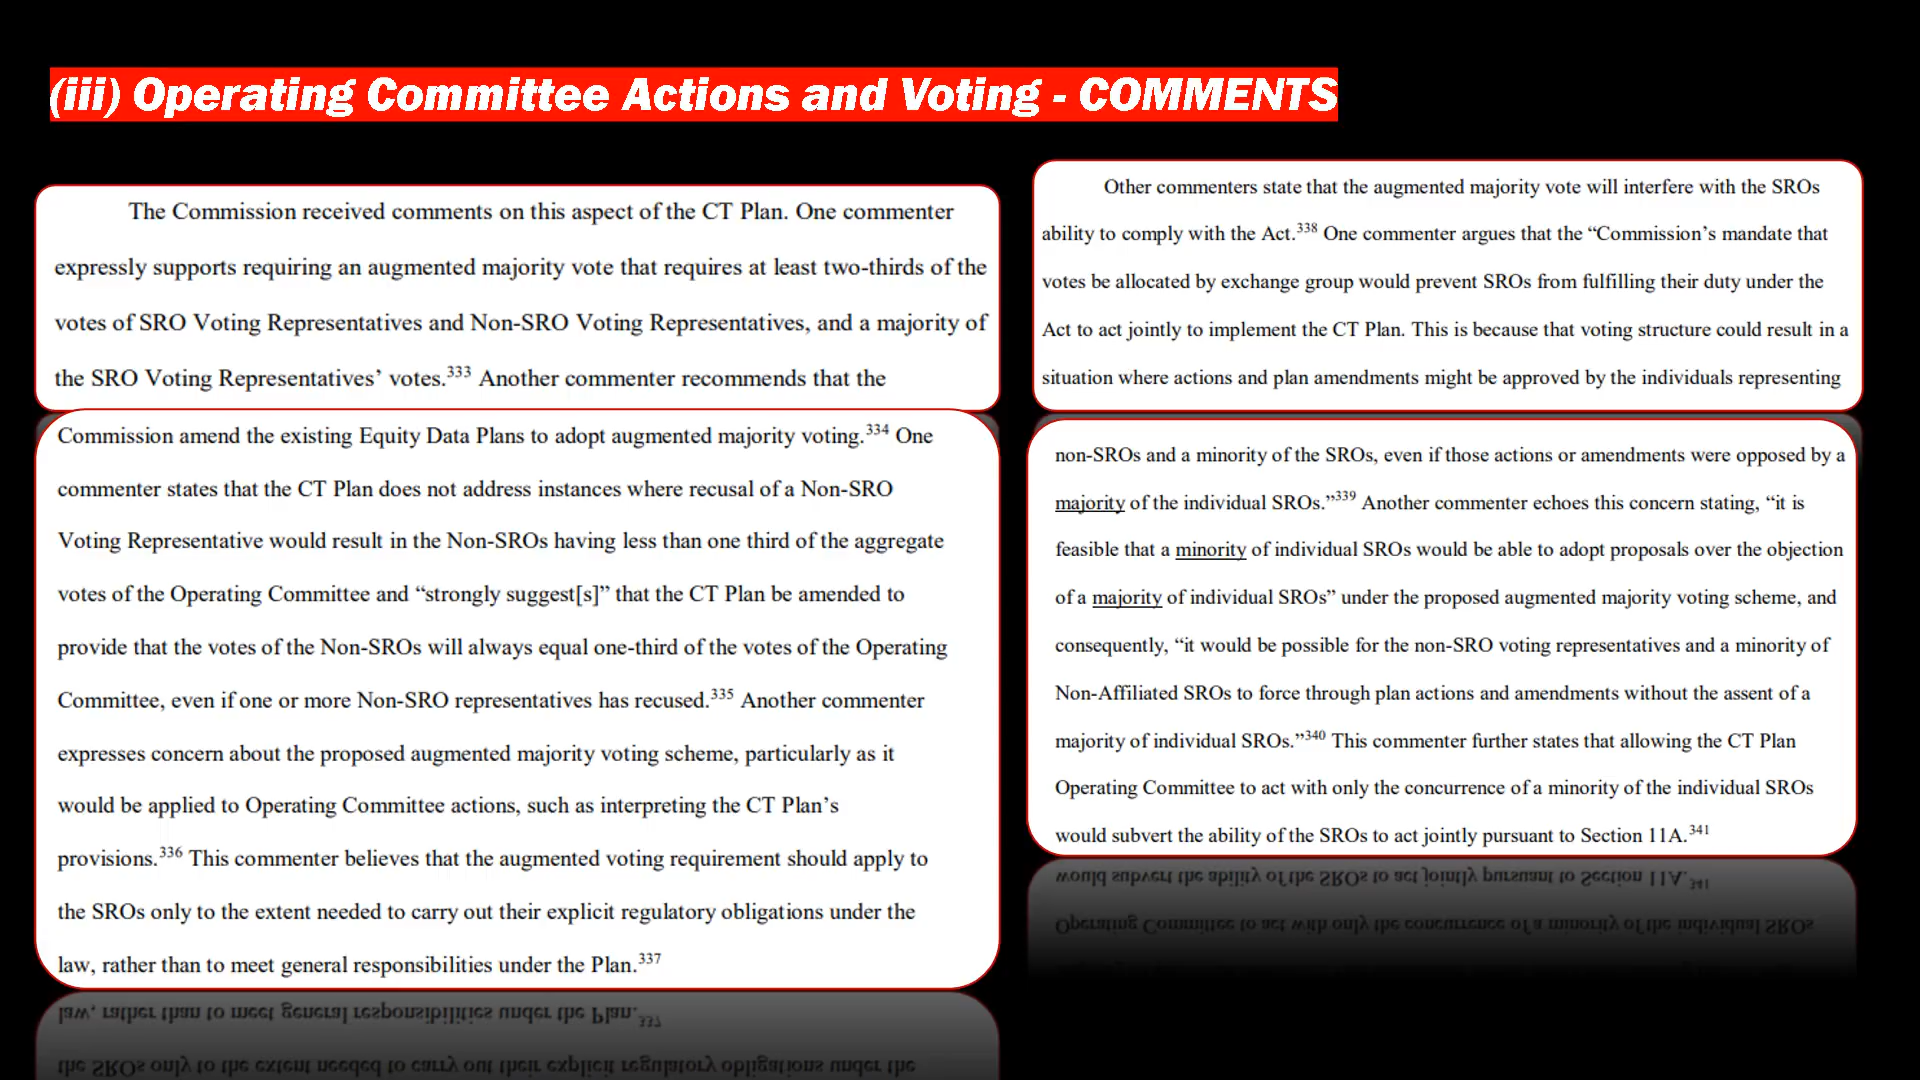 (iii) Operating Committee Actions and Voting - COMMENTS
The Commission received comments on this aspect of the CT Plan. One commenter
expressly supports requiring an augmented majority vote that requires at least two-thirds of the
votes of SRO Voting Representatives and Non-SRO Voting Representatives, and a majority of
the SRO Voting Representatives’ votes.333 Another commenter recommends that the
Commission amend the existing Equity Data Plans to adopt augmented majority voting.334 One
commenter states that the CT Plan does not address instances where recusal of a Non-SRO
Voting Representative would result in the Non-SROs having less than one third of the aggregate
votes of the Operating Committee and “strongly suggest[s]” that the CT Plan be amended to
provide that the votes of the Non-SROs will always equal one-third of the votes of the Operating
Committee, even if one or more Non-SRO representatives has recused.335 Another commenter
expresses concern about the proposed augmented majority voting scheme, particularly as it
would be applied to Operating Committee actions, such as interpreting the CT Plan’s
provisions.336 This commenter believes that the augmented voting requirement should apply to
the SROs only to the extent needed to carry out their explicit regulatory obligations under the
law, rather than to meet general responsibilities under the Plan.337
Other commenters state that the augmented majority vote will interfere with the SROs
ability to comply with the Act.338 One commenter argues that the “Commission’s mandate that
votes be allocated by exchange group would prevent SROs from fulfilling their duty under the
Act to act jointly to implement the CT Plan. This is because that voting structure could result in a
situation where actions and plan amendments might be approved by the individuals representing
non-SROs and a minority of the SROs, even if those actions or amendments were opposed by a
majority of the individual SROs.”339 Another commenter echoes this concern stating, “it is
feasible that a minority of individual SROs would be able to adopt proposals over the objection
of a majority of individual SROs” under the proposed augmented majority voting scheme, and
consequently, “it would be possible for the non-SRO voting representatives and a minority of
Non-Affiliated SROs to force through plan actions and amendments without the assent of a
majority of individual SROs.”340 This commenter further states that allowing the CT Plan
Operating Committee to act with only the concurrence of a minority of the individual SROs
would subvert the ability of the SROs to act jointly pursuant to Section 11A.341